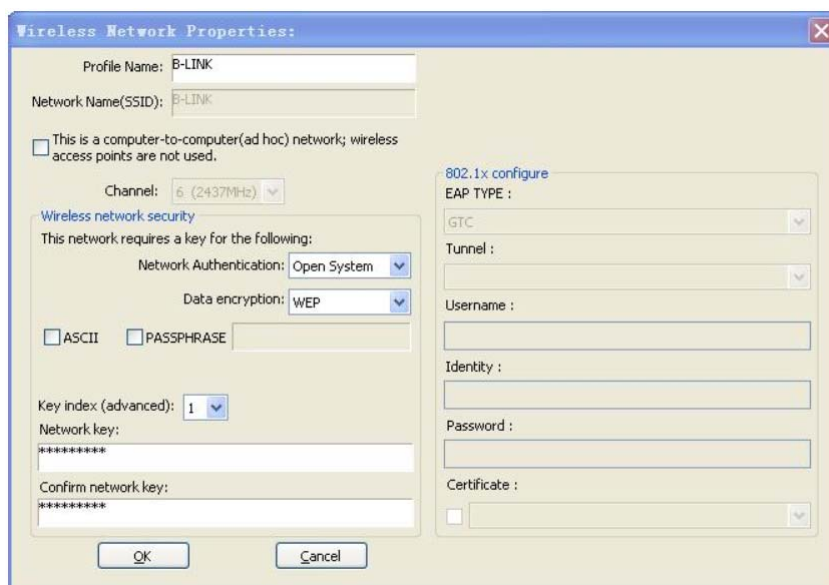 Wireless Network Properties:
Profile Name: B-LINK
Network Name(SSID): B-LINK
This is a computer-to-computer(ad hoc) network; wireless
access points are not used.
Channel: 6 (2437MHz)
Wireless network security
This network requires a key for the following:
Network Authentication: Open System
Data encryption: WEP
ASCII PASSPHRASE
Key index (advanced): 1
Network key:
*********
Confirm network key:
*********
OK Cancel
802.1x configure
EAP TYPE :
GTC
Tunnel :
Username :
Identity :
Password :
Certificate :